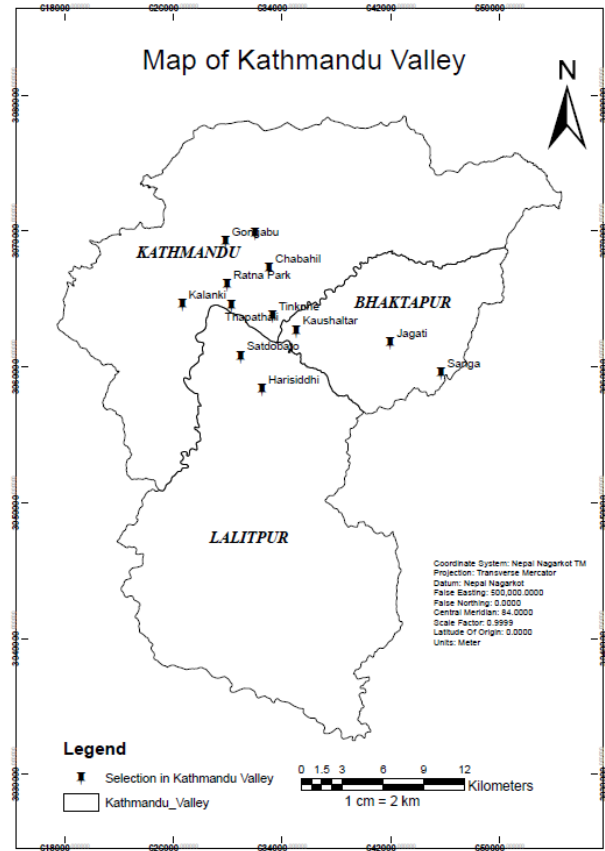 Map of Kathmandu Valley
N
Gongabu
KATHMANDU
Chabahil
Ratna Park
Kalanki
Thapathali
Tinkune
BHAKTAPUR
Kaushaltar
Jagati
Satdobato
Sanga
Harisiddhi
LALITPUR
Coordinate System: Nepal Nagarkot TM
Projection: Transverse Mercator
Datum: Nepal Nagarkot
False Easting: 500,000.0000
False Northing: 0.0000
Central Meridian: 84.0000
Scale Factor: 0.9999
Latitude Of Origin: 0.0000
Units: Meter
Legend
Selection in Kathmandu Valley
Kathmandu_Valley
0 1.5 3 6 9 12
Kilometers
1 cm = 2 km